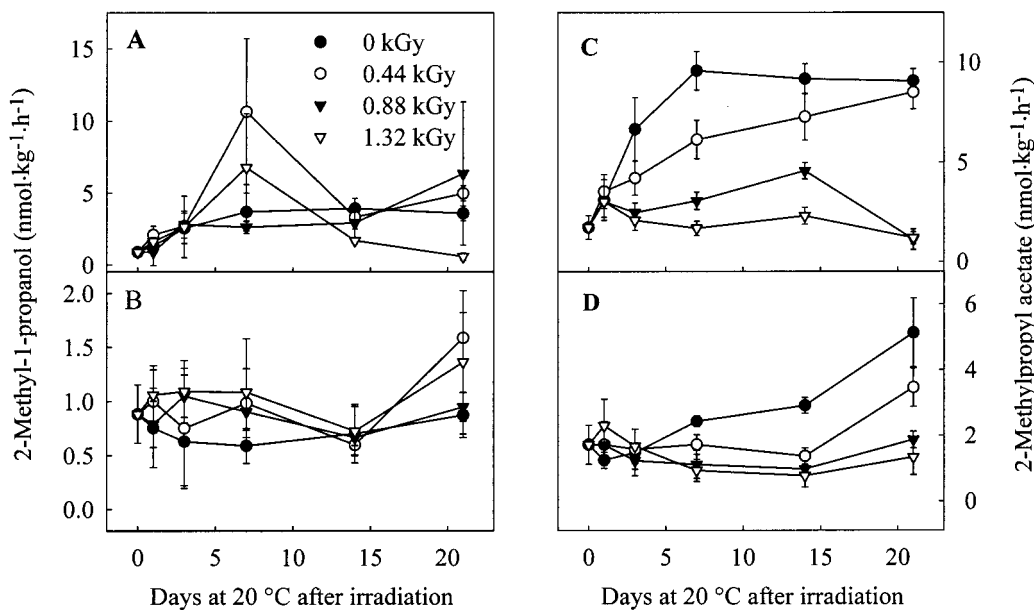 A
0 kGy
0.44 kGy
0.88 kGy
1.32 kGy
15
10
5
0
B
2.0
1.5
1.0
0.5
0.0
0 5 10 15 20
Days at 20 °C after irradiation
2-Methyl-1-propanol (nmol·kg⁻¹·h⁻¹)
C
10
5
0
D
6
4
2
0
0 5 10 15 20
Days at 20 °C after irradiation
2-Methylpropyl acetate (nmol·kg⁻¹·h⁻¹)